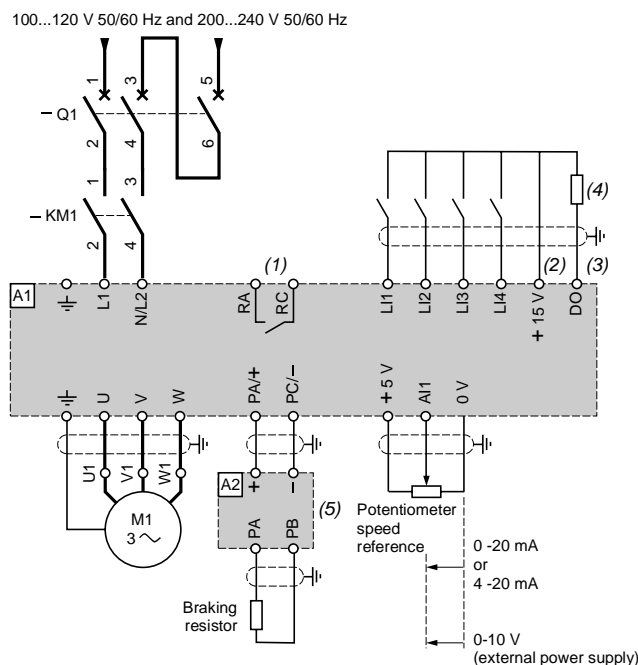 100...120 V 50/60 Hz and 200...240 V 50/60 Hz
1
3
5
– Q1
2
4
6
1
3
– KM1
2
4
(4)
(1)
(2)
(3)
A1
L1
N/L2
RA
RC
LI1
LI2
LI3
LI4
+ 15 V
DO
U
V
W
PA/+
PC/–
+ 5 V
AI1
0 V
U1
V1
W1
A2
+
–
(5)
M1
3
PA
PB
Potentiometer
speed
reference
0 -20 mA
or
4 -20 mA
Braking
resistor
0-10 V
(external power supply)